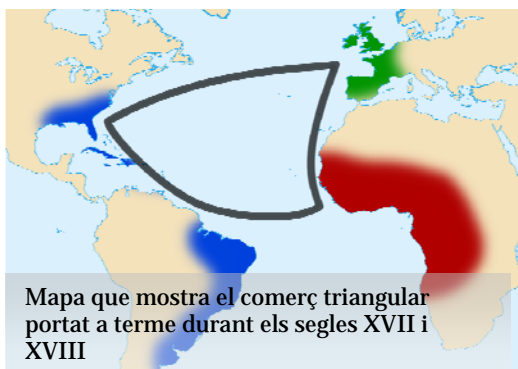 Mapa que mostra el comerç triangular
portat a terme durant els segles XVII i
XVIII